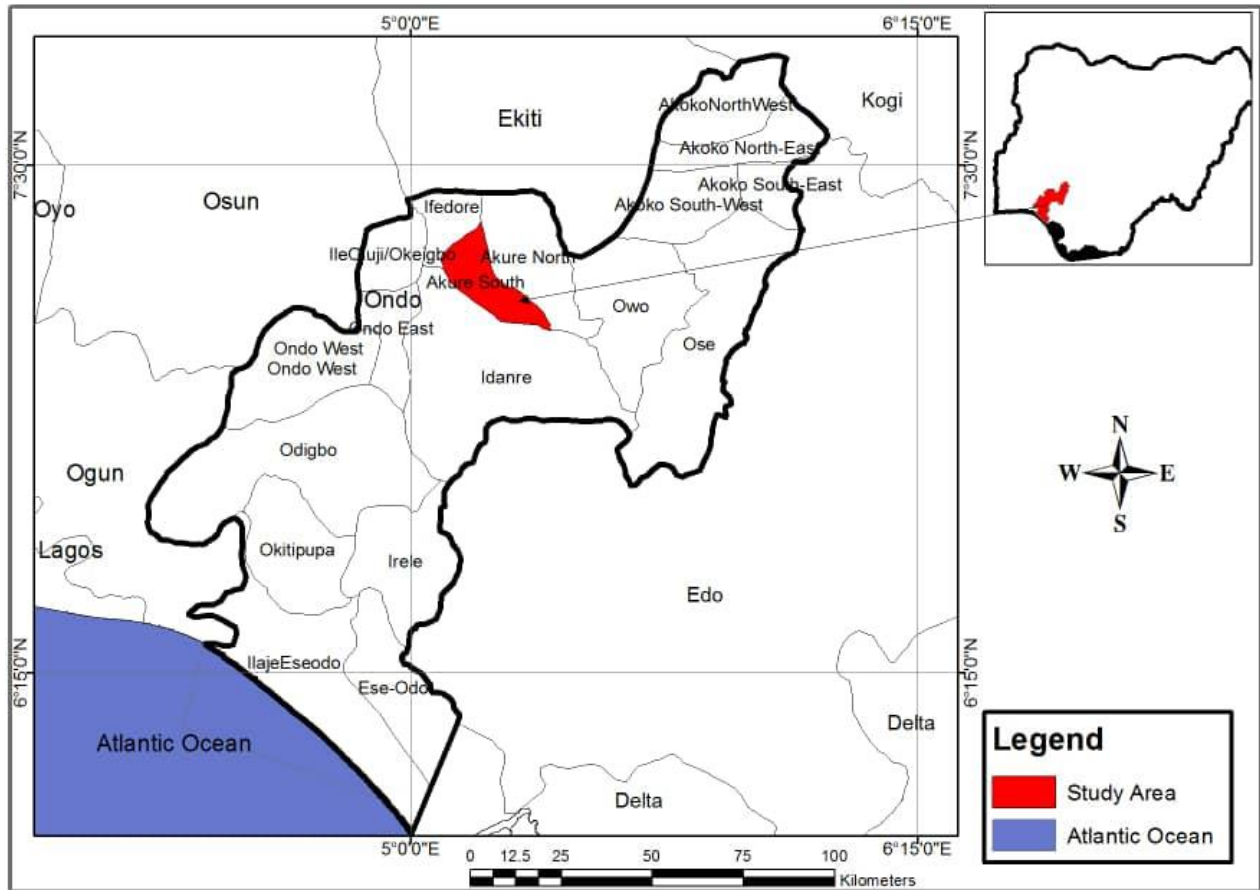 5°0'0"E
6°15'0"E
7°30'0"N
7°30'0"N
AkokoNorthWest
Kogi
Ekiti
Akoko North-East
Akoko South-East
Akoko South-West
Oyo
Osun
Ifedore
IleOluji/Okeigbo
Akure North
Akure South
Ondo
Ondo East
Owo
Ondo West
Ondo West
Ose
Idanre
Odigbo
Ogun
Lagos
Okitipupa
Irele
Edo
IlajeEseodo
Ese-Odo
6°15'0"N
6°15'0"N
Atlantic Ocean
Delta
Delta
5°0'0"E
6°15'0"E
N
W
E
S
Legend
Study Area
Atlantic Ocean
0 12.5 25 50 75 100
Kilometers